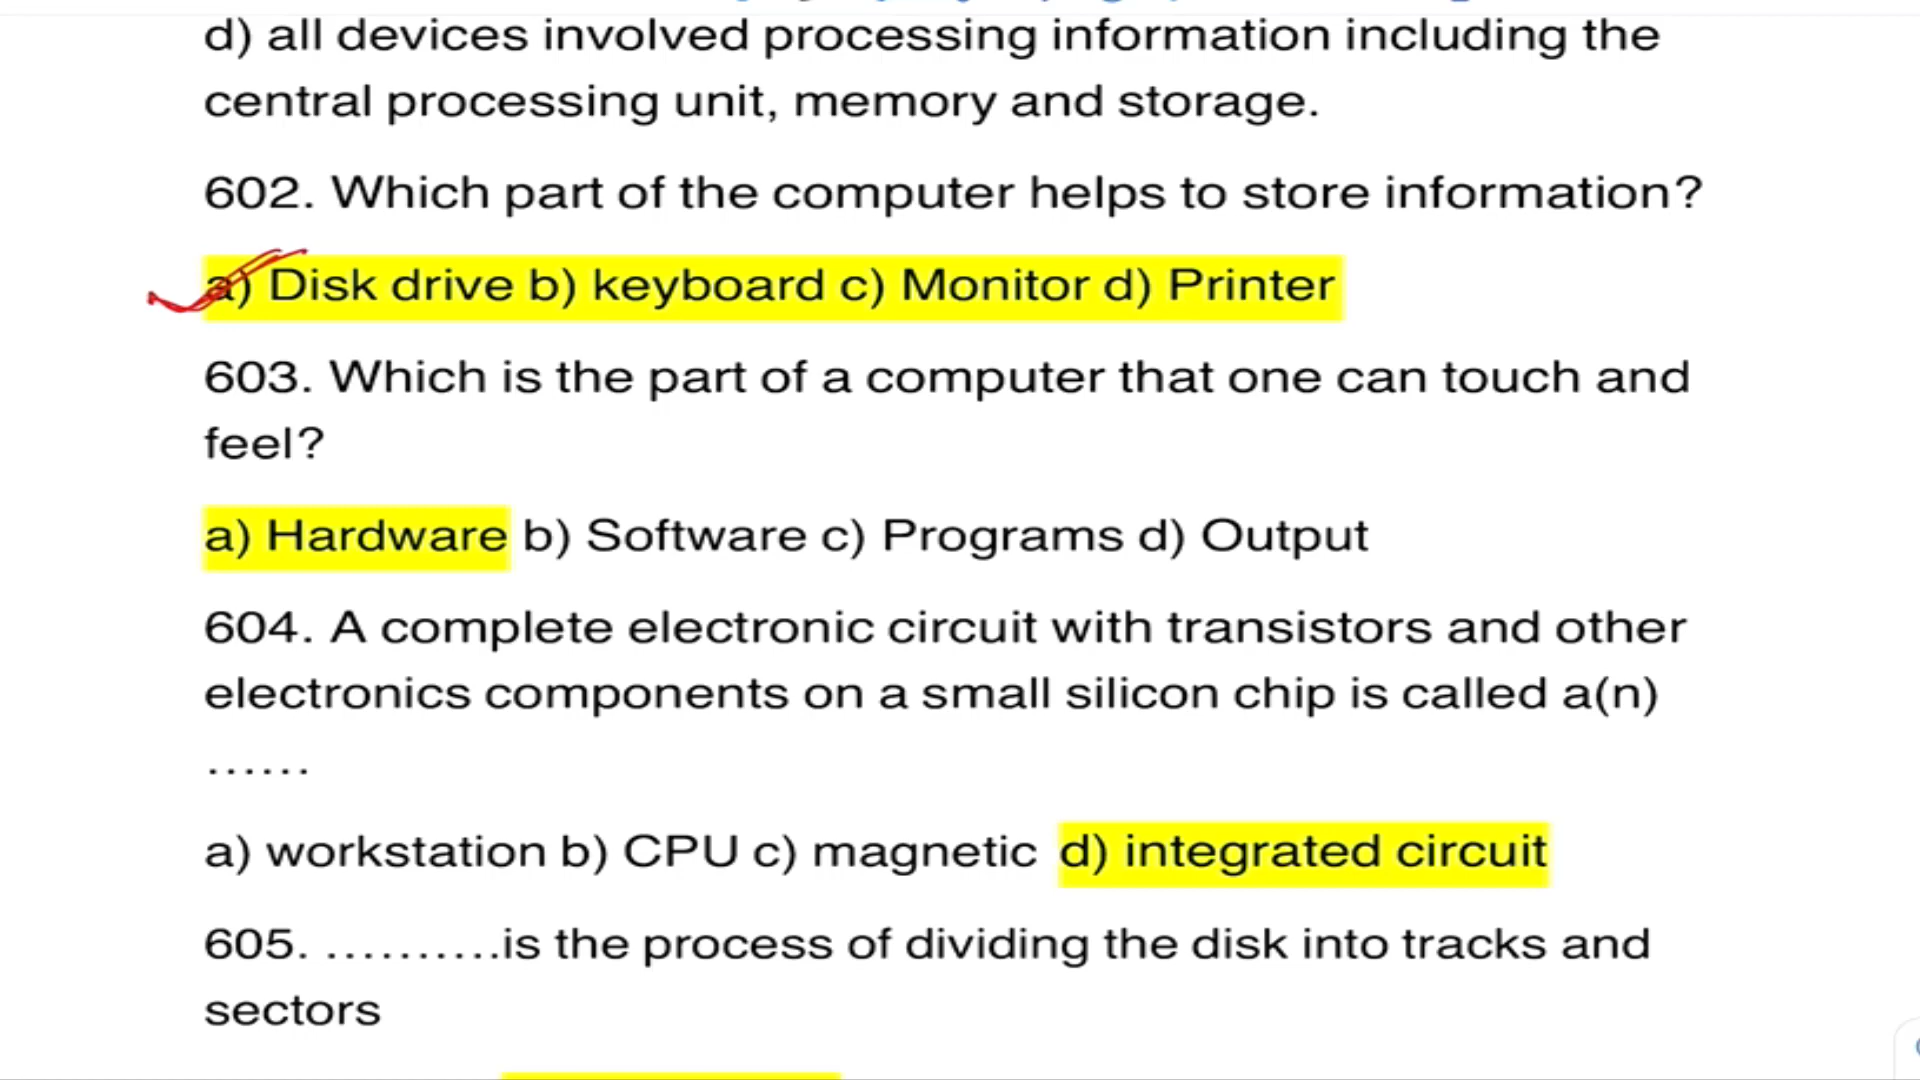 d) all devices involved processing information including the
central processing unit, memory and storage.
602. Which part of the computer helps to store information?
a) Disk drive b) keyboard c) Monitor d) Printer
603. Which is the part of a computer that one can touch and
feel?
a) Hardware b) Software c) Programs d) Output
604. A complete electronic circuit with transistors and other
electronics components on a small silicon chip is called a(n)
......
a) workstation b) CPU c) magnetic d) integrated circuit
605. ..........is the process of dividing the disk into tracks and
sectors